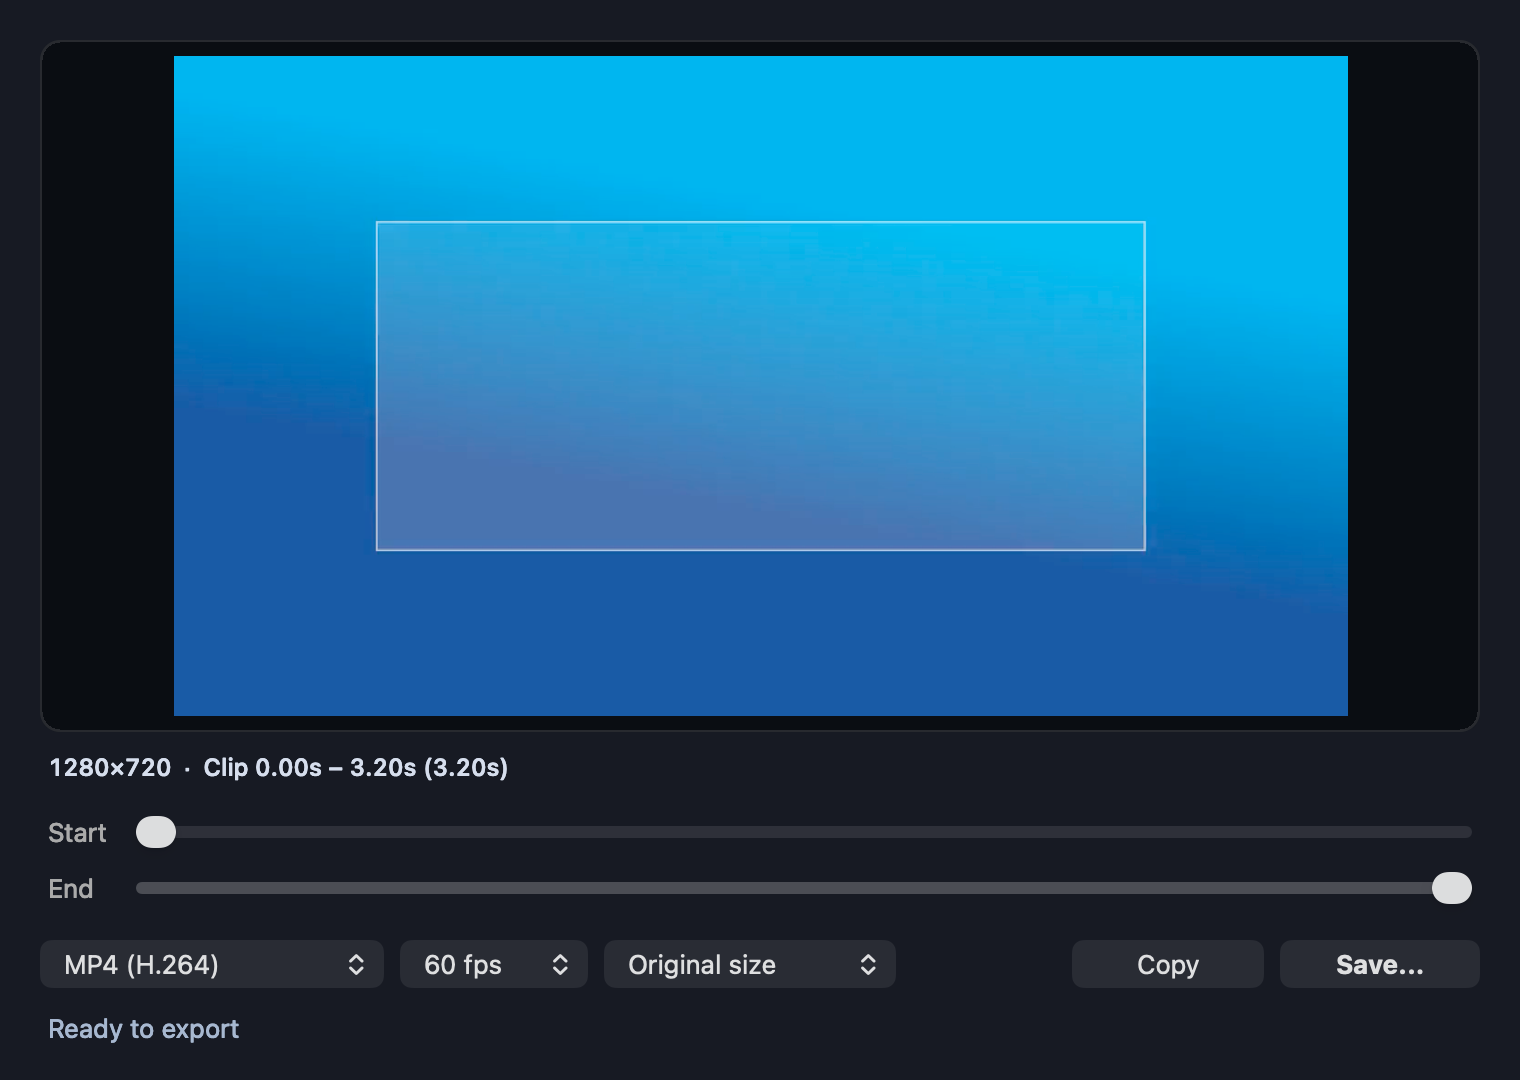 1280×720 · Clip 0.00s – 3.20s (3.20s)
Start
End
MP4 (H.264) 60 fps Original size Copy Save...
Ready to export